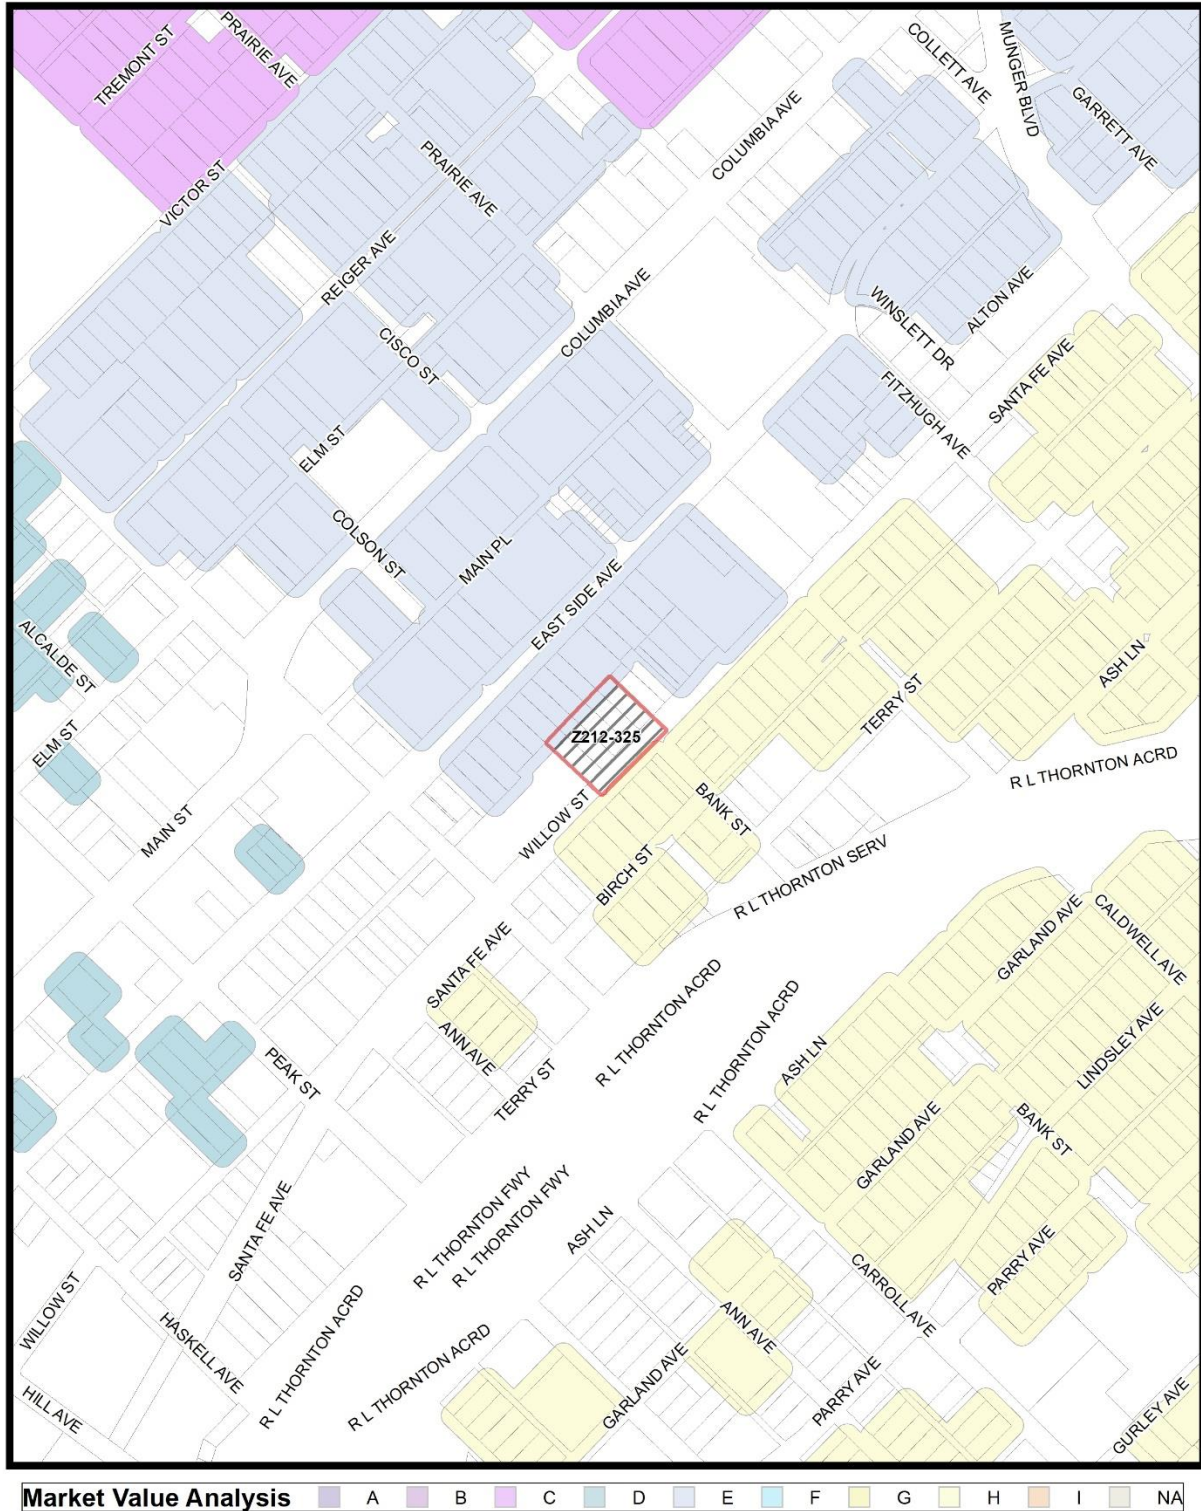 TREMONT ST
PRAIRIE AVE
COLLETT AVE
MUNGER BLVD
GARRETT AVE
COLUMBIA AVE
PRAIRIE AVE
VICTOR ST
REIGER AVE
COLUMBIA AVE
WINSLETT DR
ALTON AVE
CISCO ST
SANTA FE AVE
FITZHUGH AVE
ELM ST
COLSON ST
MAIN PL
EAST SIDE AVE
ALCALDE ST
ASH LN
TERRY ST
ELM ST
Z212-325
R L THORNTON ACRD
MAIN ST
WILLOW ST
BANK ST
BIRCH ST
R L THORNTON SERV
GARLAND AVE
CALDWELL AVE
SANTA FE AVE
R L THORNTON ACRD
R L THORNTON ACRD
ANN AVE
TERRY ST
PEAK ST
ASH LN
LINDSLEY AVE
GARLAND AVE
BANK ST
SANTA FE AVE
R L THORNTON FWY
R L THORNTON FWY
ASH LN
PARRY AVE
CARROLL AVE
WILLOW ST
HASKELL AVE
R L THORNTON ACRD
R L THORNTON ACRD
ANN AVE
GARLAND AVE
PARRY AVE
HILL AVE
GURLEY AVE
Market Value Analysis A B C D E F G H I NA